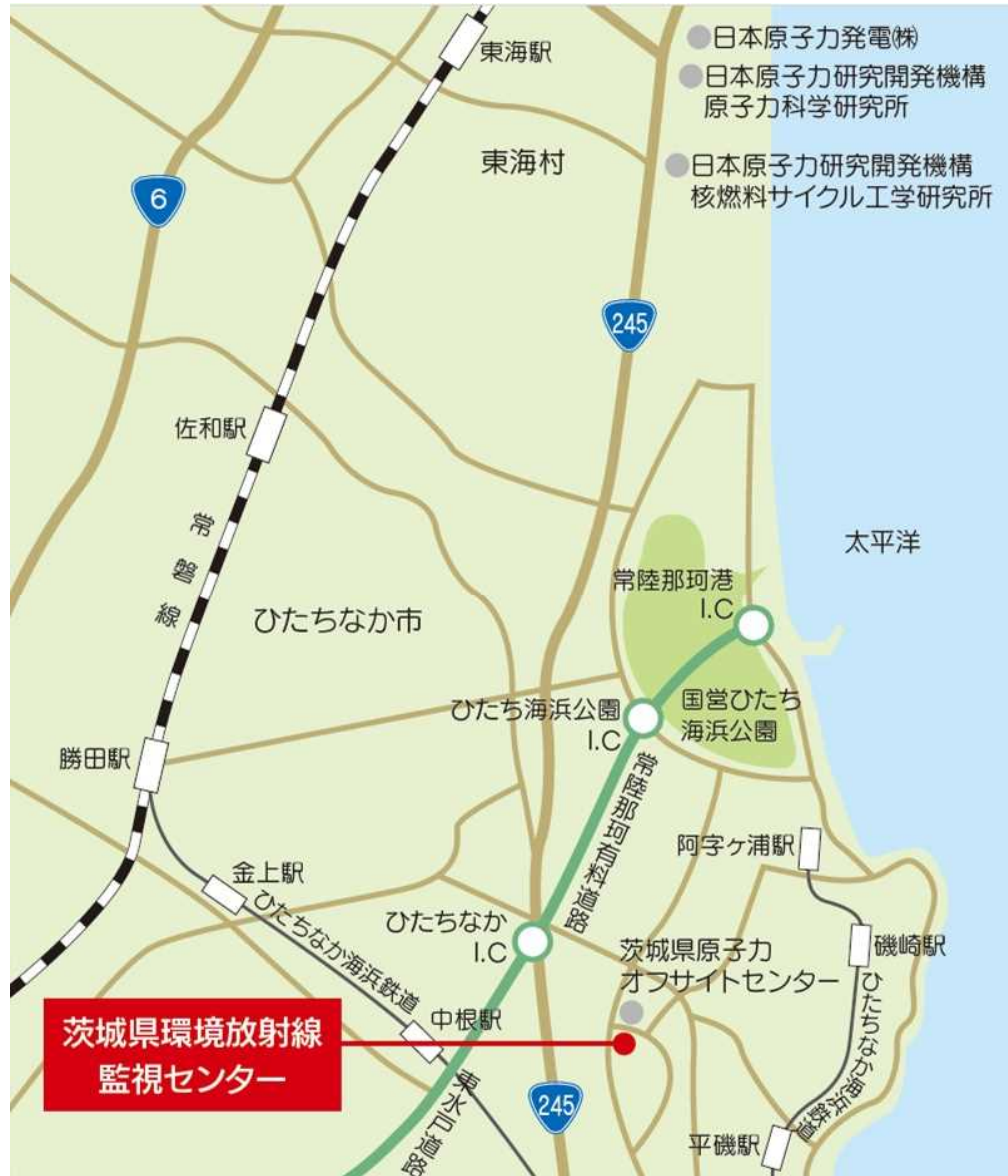 東海駅
日本原子力発電㈱
日本原子力研究開発機構
原子力科学研究所
東海村
日本原子力研究開発機構
核燃料サイクル工学研究所
6
245
佐和駅
常磐線
太平洋
常陸那珂港
I.C
ひたちなか市
ひたち海浜公園
I.C
国営ひたち
海浜公園
勝田駅
常陸那珂有料道路
阿字ヶ浦駅
金上駅
ひたちなか海浜鉄道
ひたちなか
I.C
茨城県原子力
オフサイトセンター
磯崎駅
ひたちなか海浜鉄道
中根駅
茨城県環境放射線
監視センター
東水戸道路
245
平磯駅